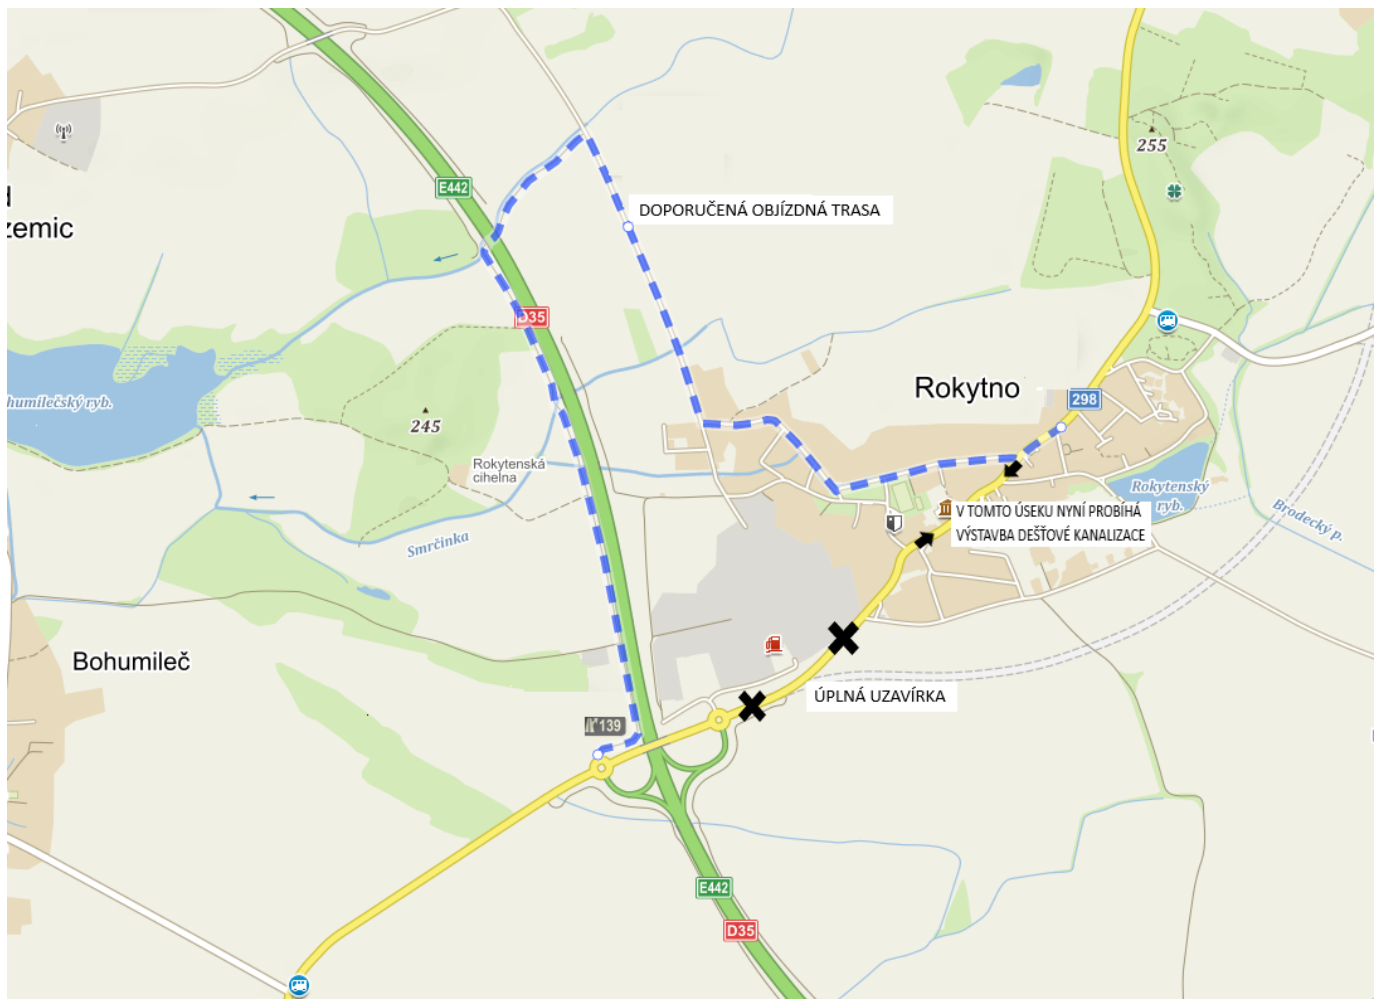 255
E442
d
zemic
DOPORUČENÁ OBJÍZDNÁ TRASA
D35
Rokytno
298
humilečský ryb.
245
Rokytenská
cihelna
Rokytenský
ryb.
Brodecký p.
V TOMTO ÚSEKU NYNÍ PROBÍHÁ
VÝSTAVBA DEŠŤOVÉ KANALIZACE
Smrčinka
Bohumileč
ÚPLNÁ UZAVÍRKA
139
E442
D35